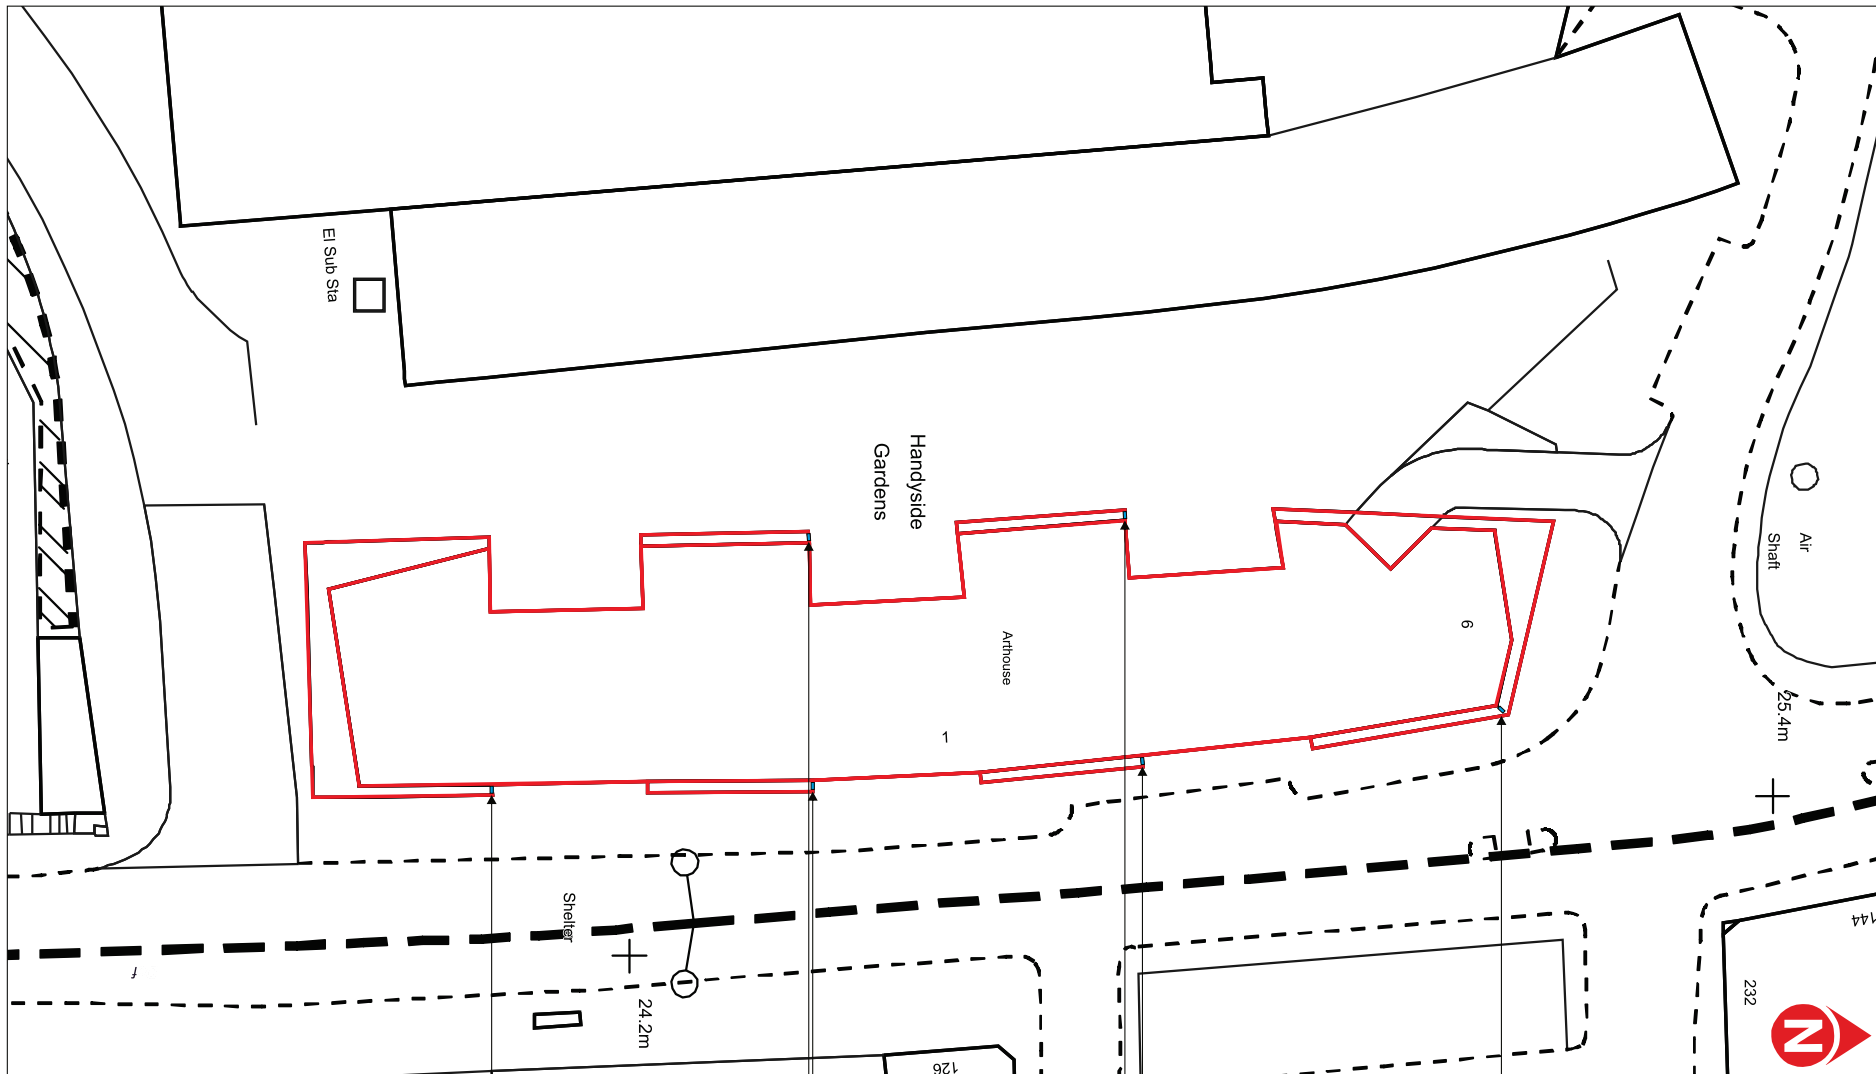 El Sub Sta
Handyside
Gardens
Air
Shaft
Arthouse
6
1
25.4m
Shelter
24.2m
126
232
144
N